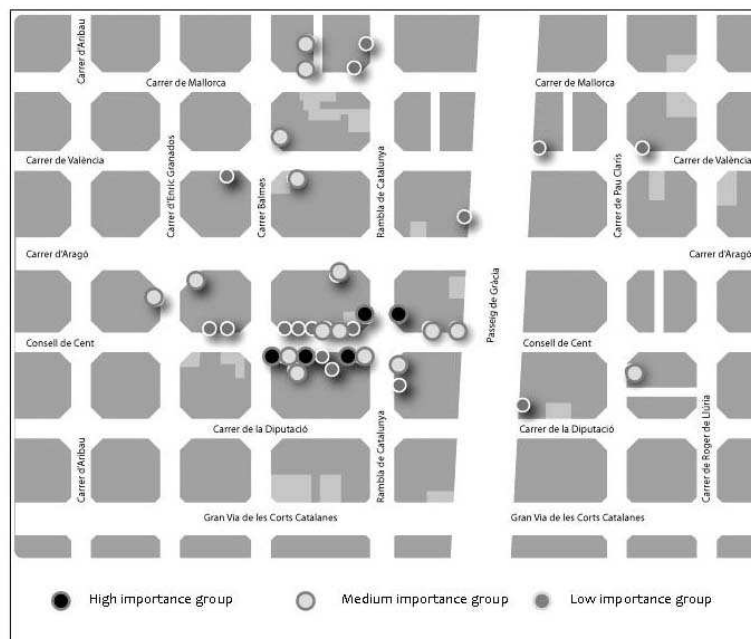 Carrer d'Aribau
Carrer de Mallorca
Carrer de Mallorca
Carrer d'Enric Granados
Carrer Balmes
Rambla de Catalunya
Carrer de Pau Claris
Carrer de València
Carrer de València
Carrer d'Aragó
Carrer d'Aragó
Passeig de Gràcia
Consell de Cent
Consell de Cent
Carrer d'Aribau
Carrer de la Diputació
Rambla de Catalunya
Carrer de la Diputació
Carrer de Roger de Llúria
Gran Via de les Corts Catalanes
Gran Via de les Corts Catalanes
High importance group
Medium importance group
Low importance group